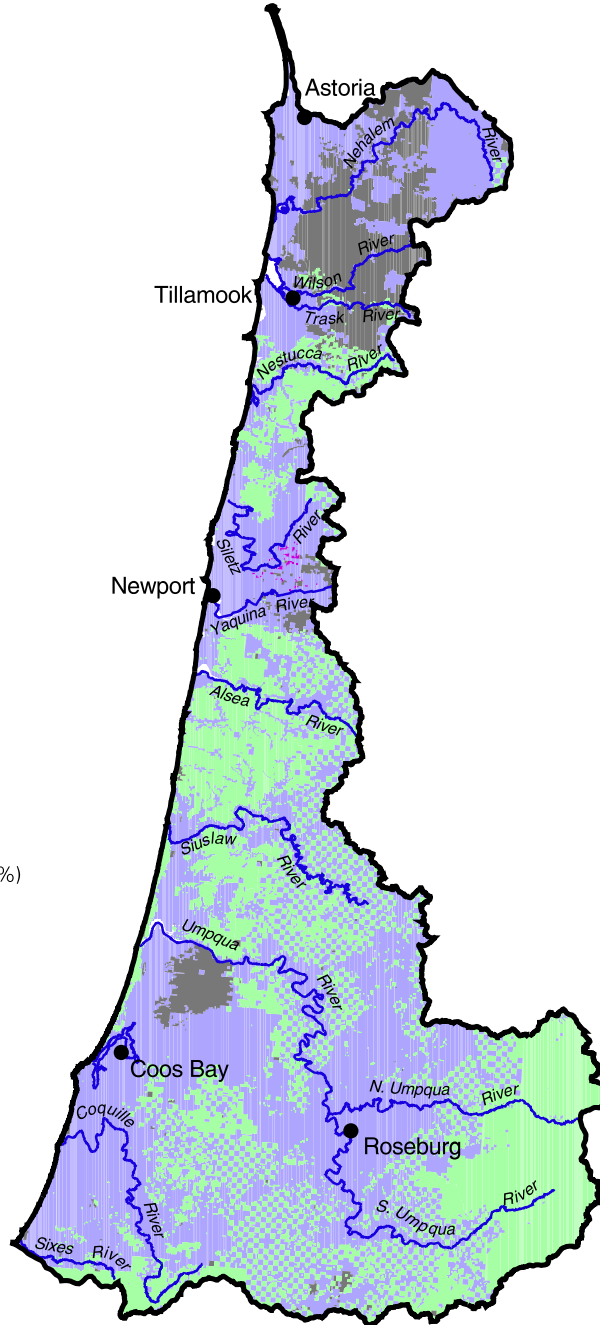 Astoria
Nehalem
River
River
Wilson
Tillamook
Trask
River
Nestucca
River
River
Siletz
Newport
Yaquina
River
Alsea
River
Siuslaw
River
%)
Umpqua
River
Coos Bay
N. Umpqua
River
Coquille
Roseburg
River
S. Umpqua
River
Sixes
River